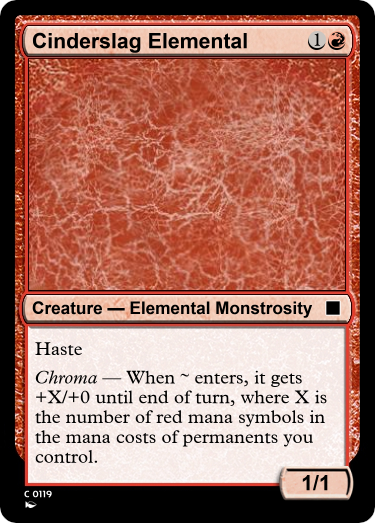 Cinderslag Elemental 1
Creature — Elemental Monstrosity
Haste
Chroma — When ~ enters, it gets
+X/+0 until end of turn, where X is
the number of red mana symbols in
the mana costs of permanents you
control.
1/1
C 0119